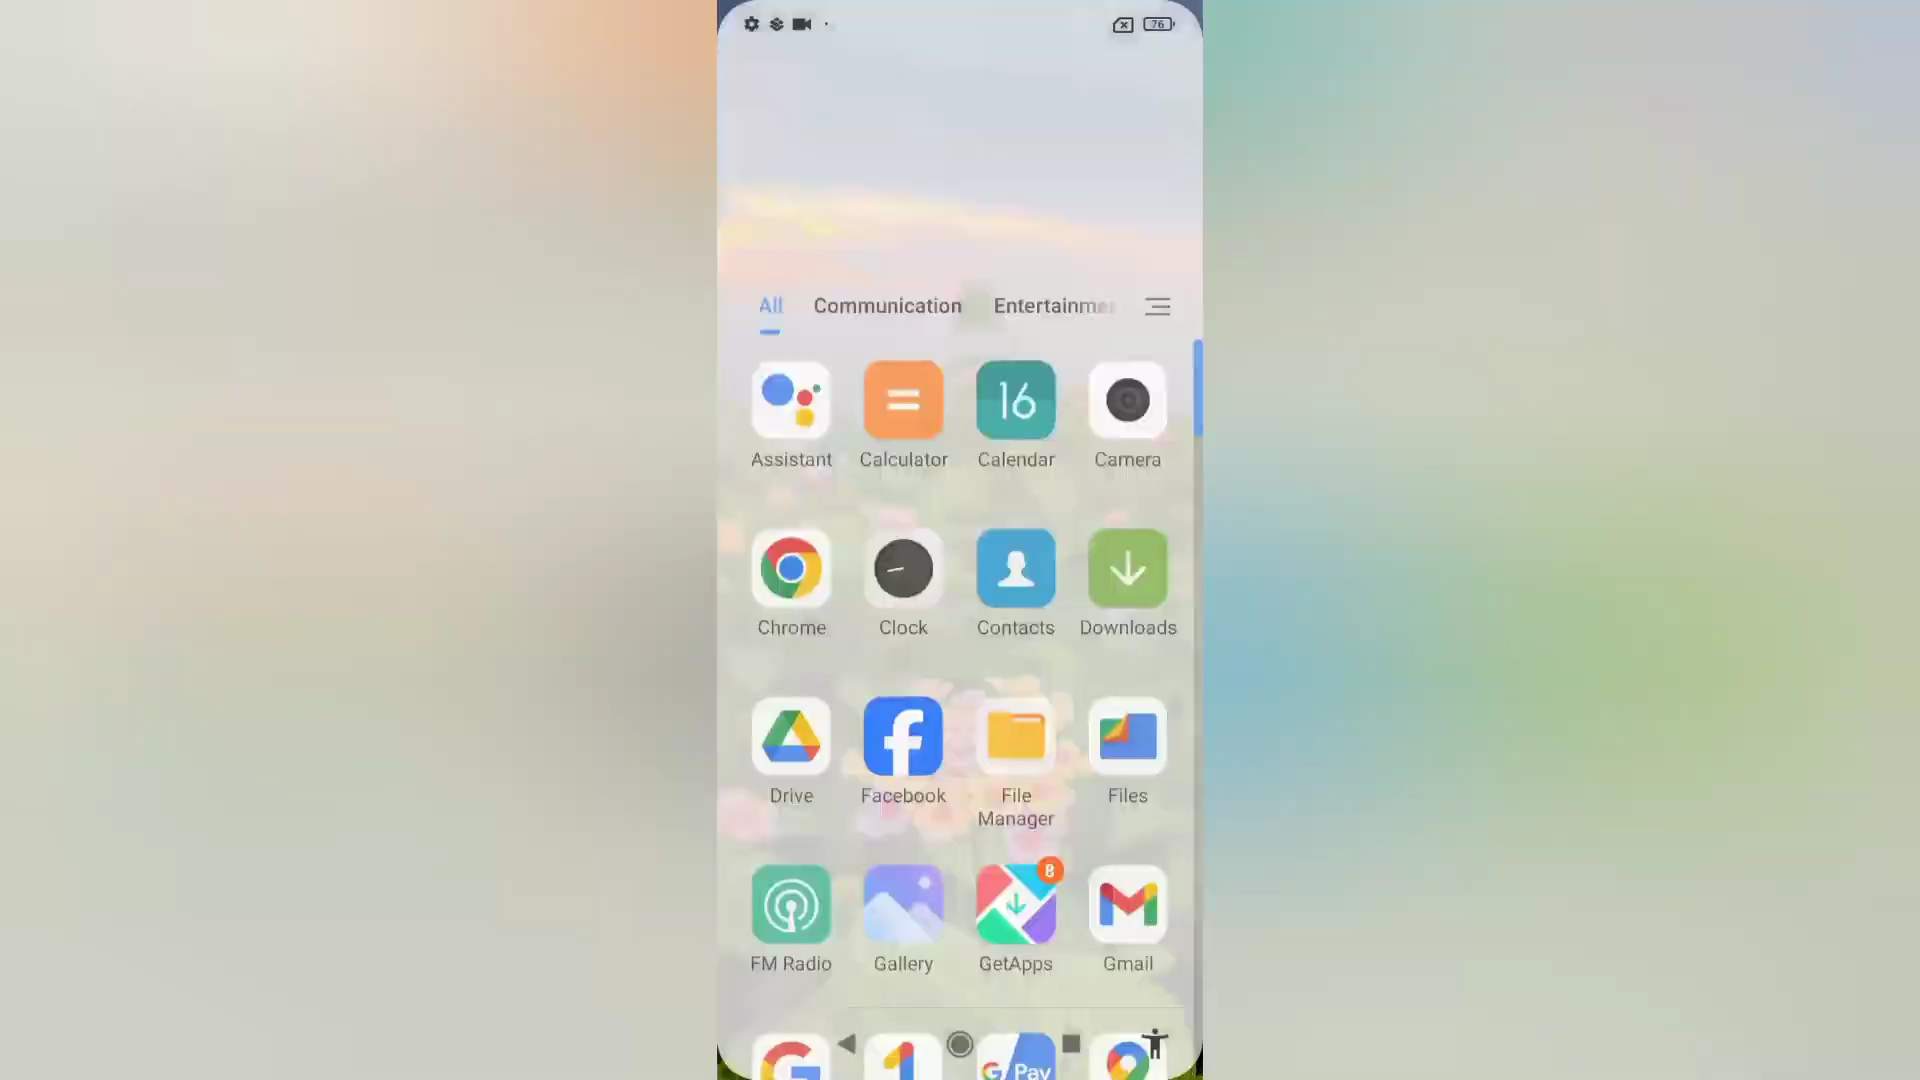 76
All Communication Entertainme
16
Assistant Calculator Calendar Camera
Chrome Clock Contacts Downloads
Drive Facebook File Manager Files
8
FM Radio Gallery GetApps Gmail
G Pay